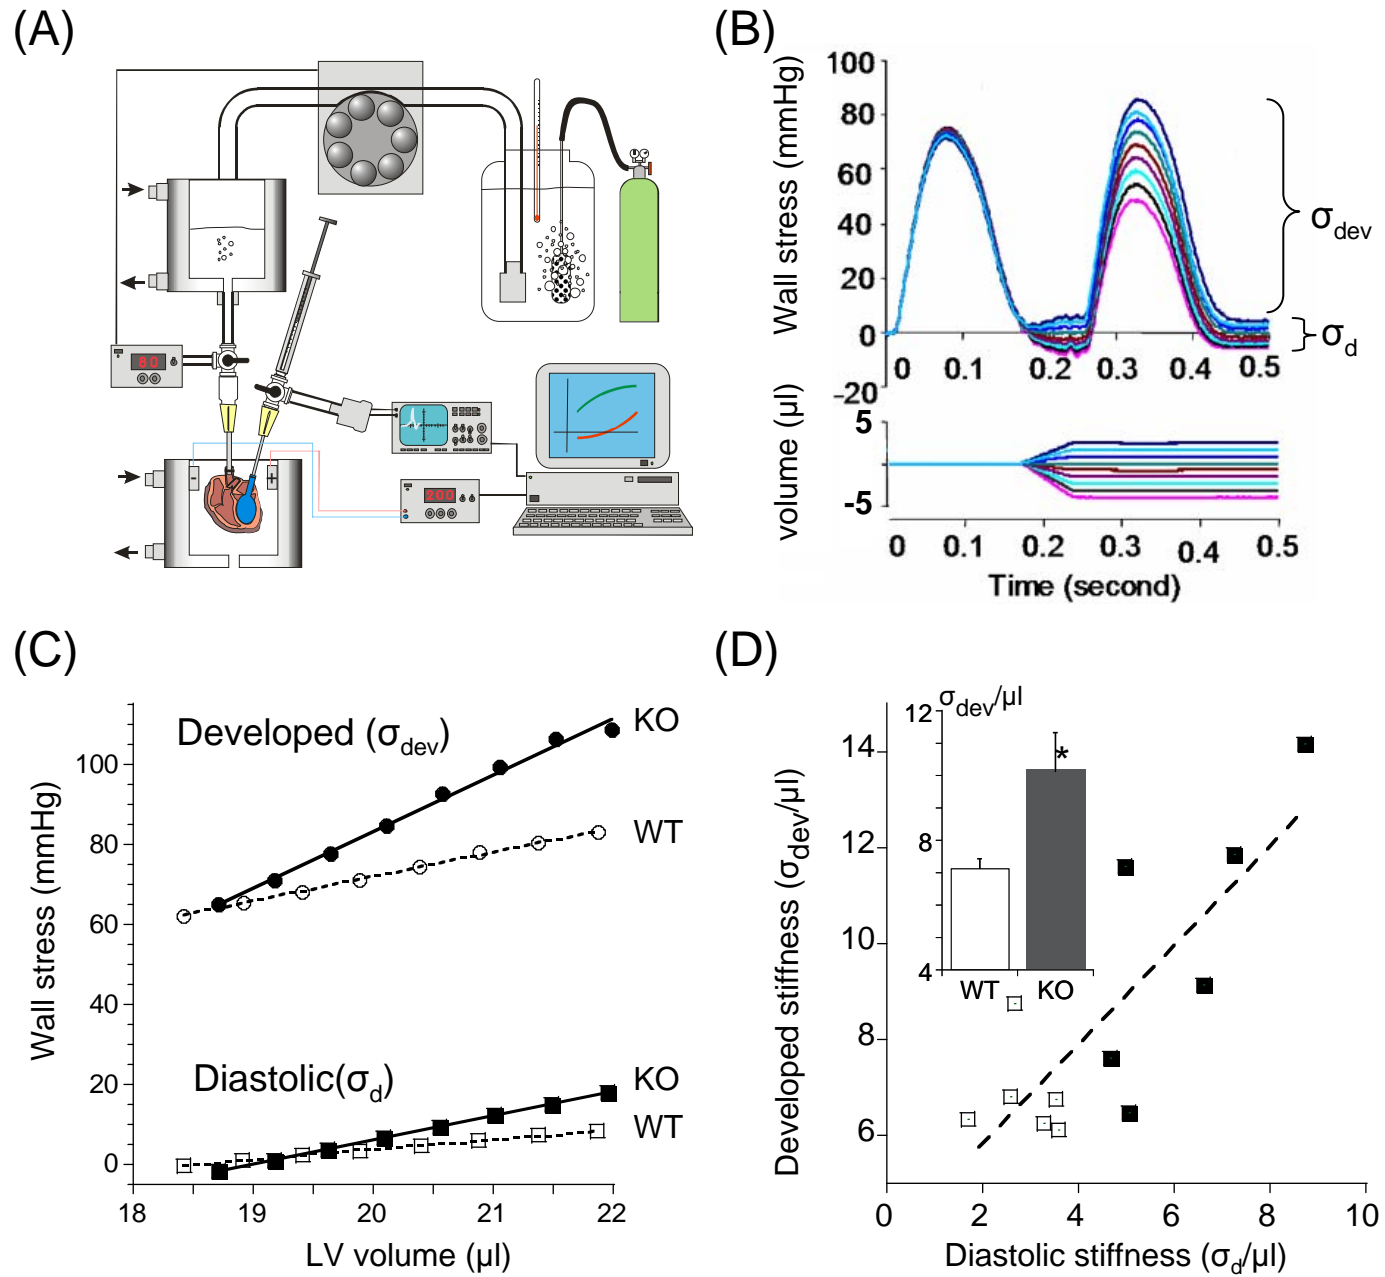 (A)
80
200
-
+
(B)
Wall stress (mmHg)
100
80
60
40
20
0
-20
0 0.1 0.2 0.3 0.4 0.5
σdev
σd
volume (µl)
5
-5
0 0.1 0.2 0.3 0.4 0.5
Time (second)
(C)
Wall stress (mmHg)
100
80
60
40
20
0
Developed (σdev)
KO
WT
Diastolic(σd)
KO
WT
18 19 20 21 22
LV volume (µl)
(D)
Developed stiffness (σdev/µl)
14
12
10
8
6
σdev/µl
12
8
4
*
WT KO
0 2 4 6 8 10
Diastolic stiffness (σd/µl)